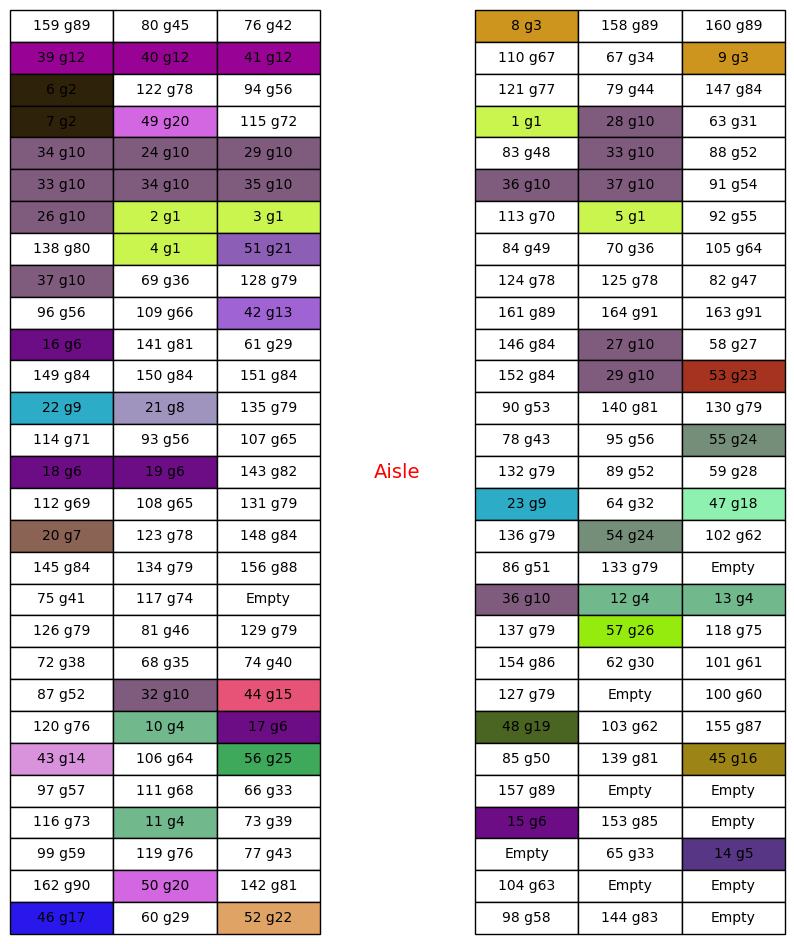 159 g89 80 g45 76 g42 8 g3 158 g89 160 g89
39 g12 40 g12 41 g12 110 g67 67 g34 9 g3
6 g2 122 g78 94 g56 121 g77 79 g44 147 g84
7 g2 49 g20 115 g72 1 g1 28 g10 63 g31
34 g10 24 g10 29 g10 83 g48 33 g10 88 g52
33 g10 34 g10 35 g10 36 g10 37 g10 91 g54
26 g10 2 g1 3 g1 113 g70 5 g1 92 g55
138 g80 4 g1 51 g21 84 g49 70 g36 105 g64
37 g10 69 g36 128 g79 124 g78 125 g78 82 g47
96 g56 109 g66 42 g13 161 g89 164 g91 163 g91
16 g6 141 g81 61 g29 146 g84 27 g10 58 g27
149 g84 150 g84 151 g84 152 g84 29 g10 53 g23
22 g9 21 g8 135 g79 90 g53 140 g81 130 g79
114 g71 93 g56 107 g65 78 g43 95 g56 55 g24
18 g6 19 g6 143 g82 Aisle 132 g79 89 g52 59 g28
112 g69 108 g65 131 g79 23 g9 64 g32 47 g18
20 g7 123 g78 148 g84 136 g79 54 g24 102 g62
145 g84 134 g79 156 g88 86 g51 133 g79 Empty
75 g41 117 g74 Empty 36 g10 12 g4 13 g4
126 g79 81 g46 129 g79 137 g79 57 g26 118 g75
72 g38 68 g35 74 g40 154 g86 62 g30 101 g61
87 g52 32 g10 44 g15 127 g79 Empty 100 g60
120 g76 10 g4 17 g6 48 g19 103 g62 155 g87
43 g14 106 g64 56 g25 85 g50 139 g81 45 g16
97 g57 111 g68 66 g33 157 g89 Empty Empty
116 g73 11 g4 73 g39 15 g6 153 g85 Empty
99 g59 119 g76 77 g43 Empty 65 g33 14 g5
162 g90 50 g20 142 g81 104 g63 Empty Empty
46 g17 60 g29 52 g22 98 g58 144 g83 Empty